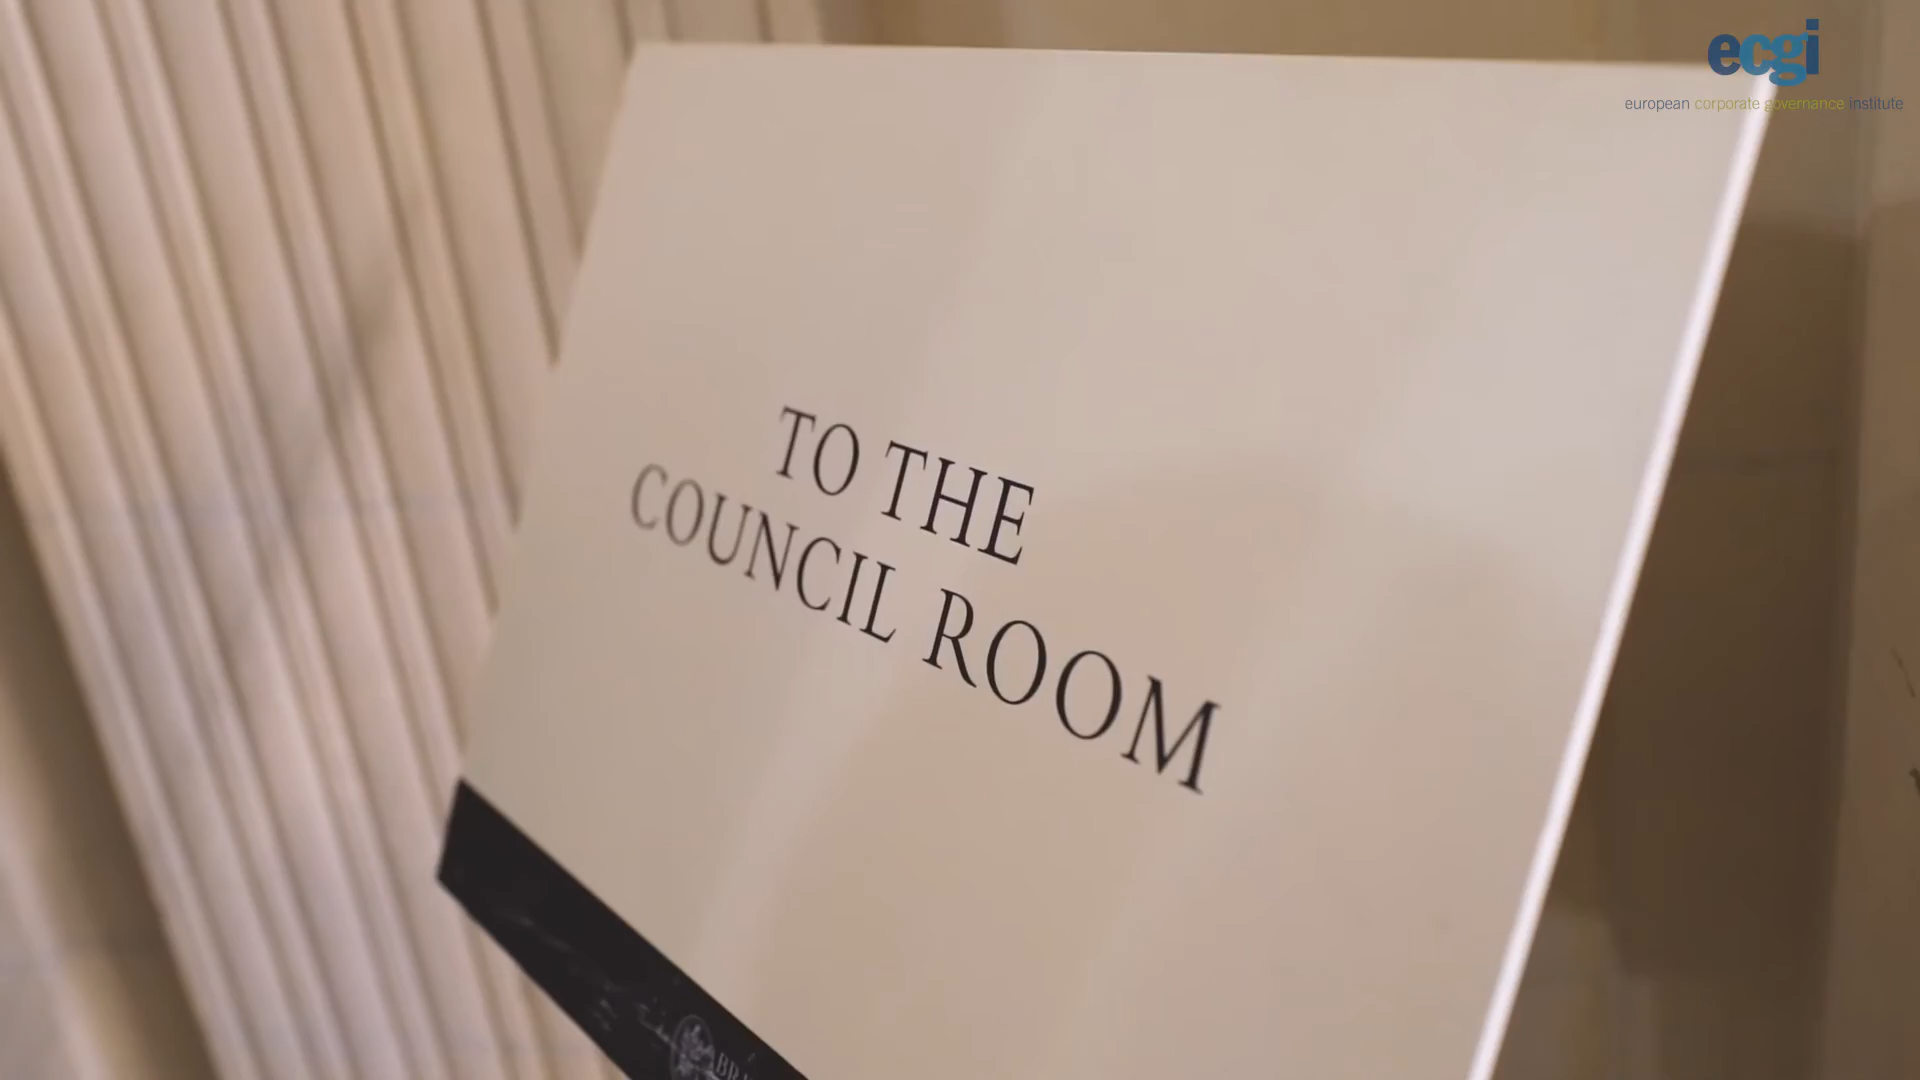 ecgi
european corporate governance institute
TO THE
COUNCIL ROOM